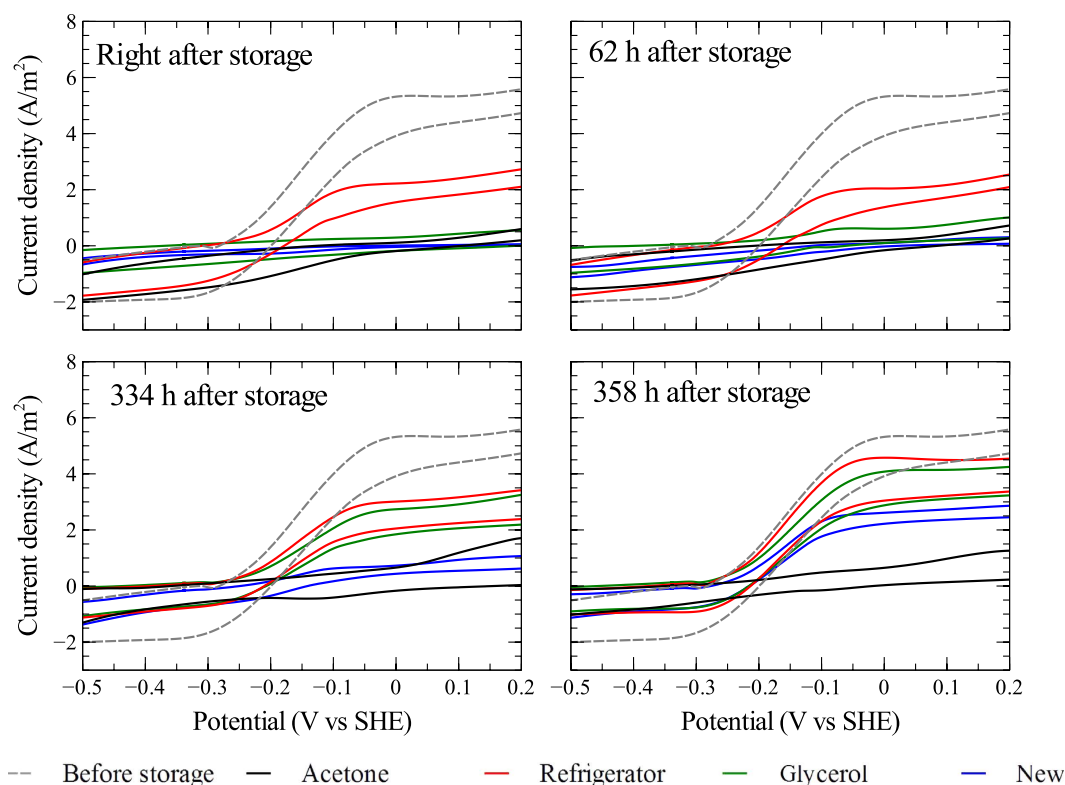 Right after storage
62 h after storage
8
6
4
2
0
−2
Current density (A/m²)
334 h after storage
358 h after storage
8
6
4
2
0
−2
Current density (A/m²)
−0.5 −0.4 −0.3 −0.2 −0.1 0 0.1 0.2
−0.5 −0.4 −0.3 −0.2 −0.1 0 0.1 0.2
Potential (V vs SHE)
Potential (V vs SHE)
Before storage Acetone Refrigerator Glycerol New